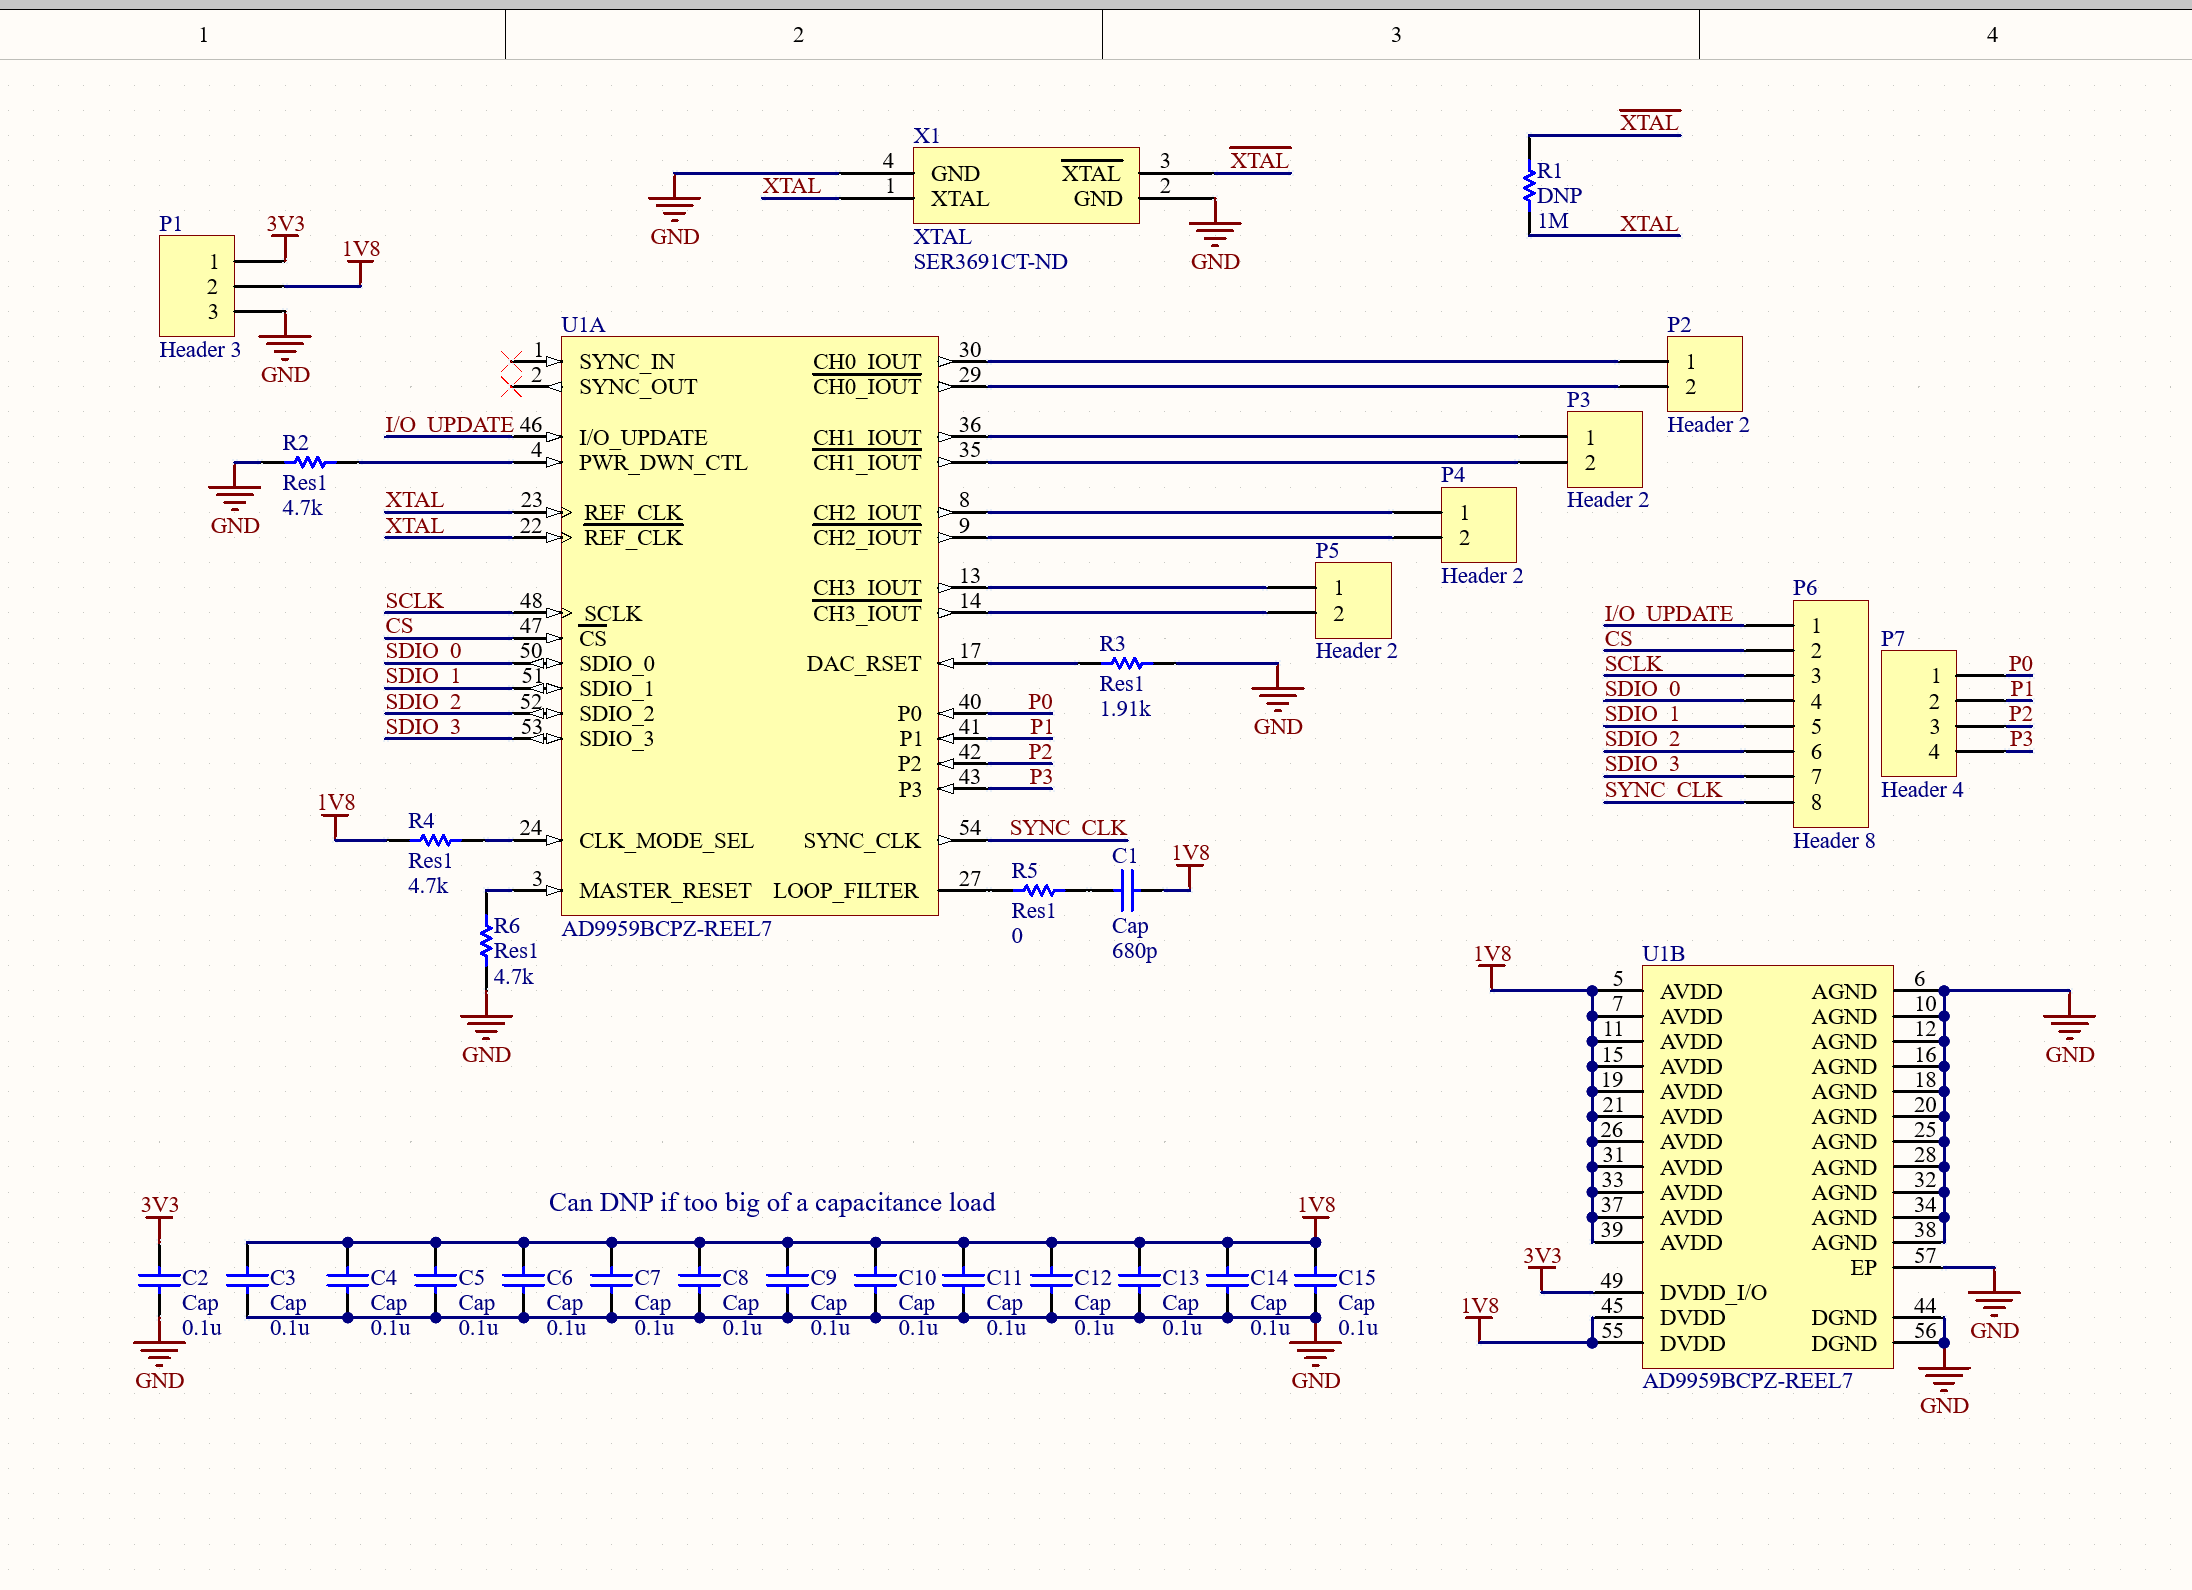 1 2 3 4
X1
4 GND XTAL 3 XTAL
XTAL 1 XTAL GND 2
GND
XTAL
SER3691CT-ND
GND
XTAL
R1
DNP
1M
XTAL
P1
3V3
1V8
1
2
3
Header 3
GND
U1A
1 SYNC_IN
2 SYNC_OUT
I/O_UPDATE 46 I/O_UPDATE
4 PWR_DWN_CTL
R2
Res1
4.7k
GND
XTAL 23 REF_CLK
XTAL 22 REF_CLK
SCLK 48 SCLK
CS 47 CS
SDIO_0 50 SDIO_0
SDIO_1 51 SDIO_1
SDIO_2 52 SDIO_2
SDIO_3 53 SDIO_3
1V8
R4
Res1
4.7k
24 CLK_MODE_SEL
3 MASTER_RESET
R6
Res1
4.7k
GND
AD9959BCPZ-REEL7
CH0_IOUT 30
CH0_IOUT 29
CH1_IOUT 36
CH1_IOUT 35
CH2_IOUT 8
CH2_IOUT 9
CH3_IOUT 13
CH3_IOUT 14
DAC_RSET 17
R3
Res1
1.91k
GND
P0 40 P0
P1 41 P1
P2 42 P2
P3 43 P3
SYNC_CLK 54 SYNC_CLK
LOOP_FILTER 27
R5
Res1
0
C1
Cap
680p
1V8
P2
1
2
Header 2
P3
1
2
Header 2
P4
1
2
Header 2
P5
1
2
Header 2
P6
I/O_UPDATE 1
CS 2
SCLK 3
SDIO_0 4
SDIO_1 5
SDIO_2 6
SDIO_3 7
SYNC_CLK 8
Header 8
P7
1 P0
2 P1
3 P2
4 P3
Header 4
U1B
1V8
5 AVDD AGND 6
7 AVDD AGND 10
11 AVDD AGND 12
15 AVDD AGND 16
19 AVDD AGND 18
21 AVDD AGND 20
26 AVDD AGND 25
31 AVDD AGND 28
33 AVDD AGND 32
37 AVDD AGND 34
39 AVDD AGND 38
EP 57
3V3
49 DVDD_I/O
1V8
45 DVDD DGND 44
55 DVDD DGND 56
GND
GND
GND
AD9959BCPZ-REEL7
Can DNP if too big of a capacitance load
3V3 1V8
C2 C3 C4 C5 C6 C7 C8 C9 C10 C11 C12 C13 C14 C15
Cap Cap Cap Cap Cap Cap Cap Cap Cap Cap Cap Cap Cap Cap
0.1u 0.1u 0.1u 0.1u 0.1u 0.1u 0.1u 0.1u 0.1u 0.1u 0.1u 0.1u 0.1u 0.1u
GND GND